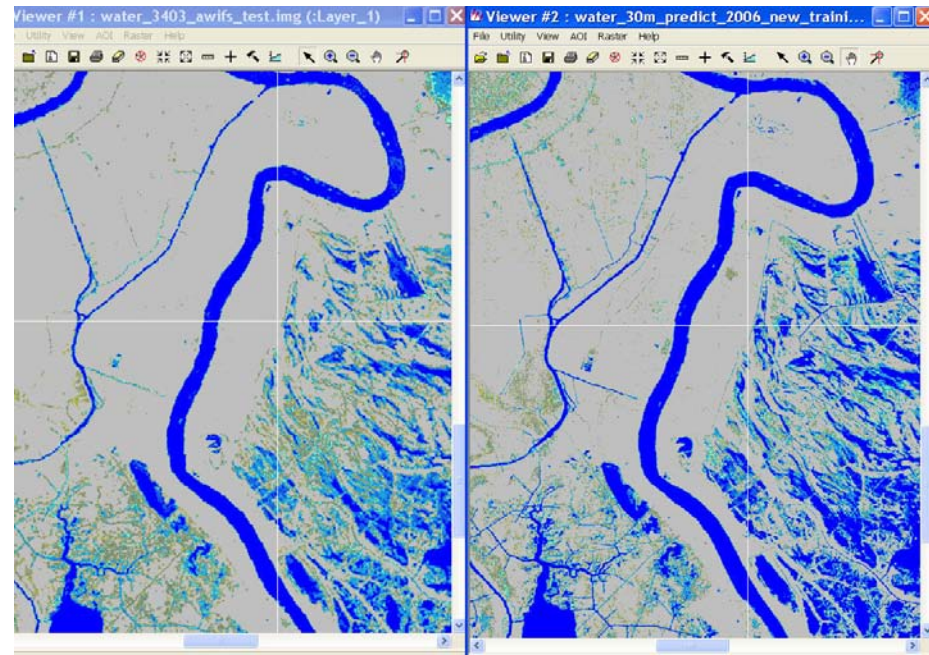 Viewer #1 : water_3403_awifs_test.img (:Layer_1)
Utility View AOI Raster Help
Viewer #2 : water_30m_predict_2006_new_traini...
File Utility View AOI Raster Help